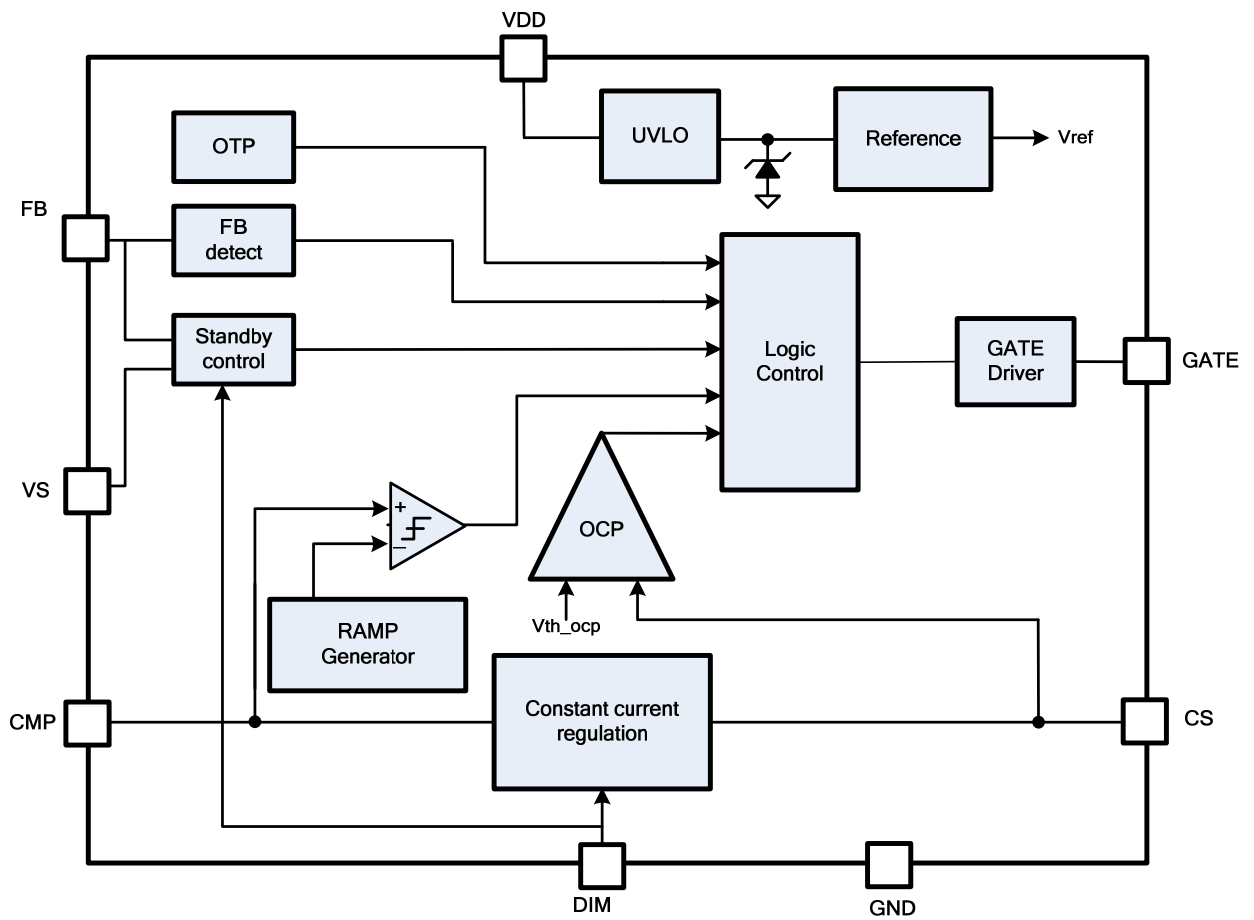 VDD
OTP
UVLO
Reference
Vref
FB
FB
detect
Standby
control
Logic
Control
GATE
Driver
GATE
VS
+
–
OCP
Vth_ocp
RAMP
Generator
CMP
Constant current
regulation
CS
DIM
GND